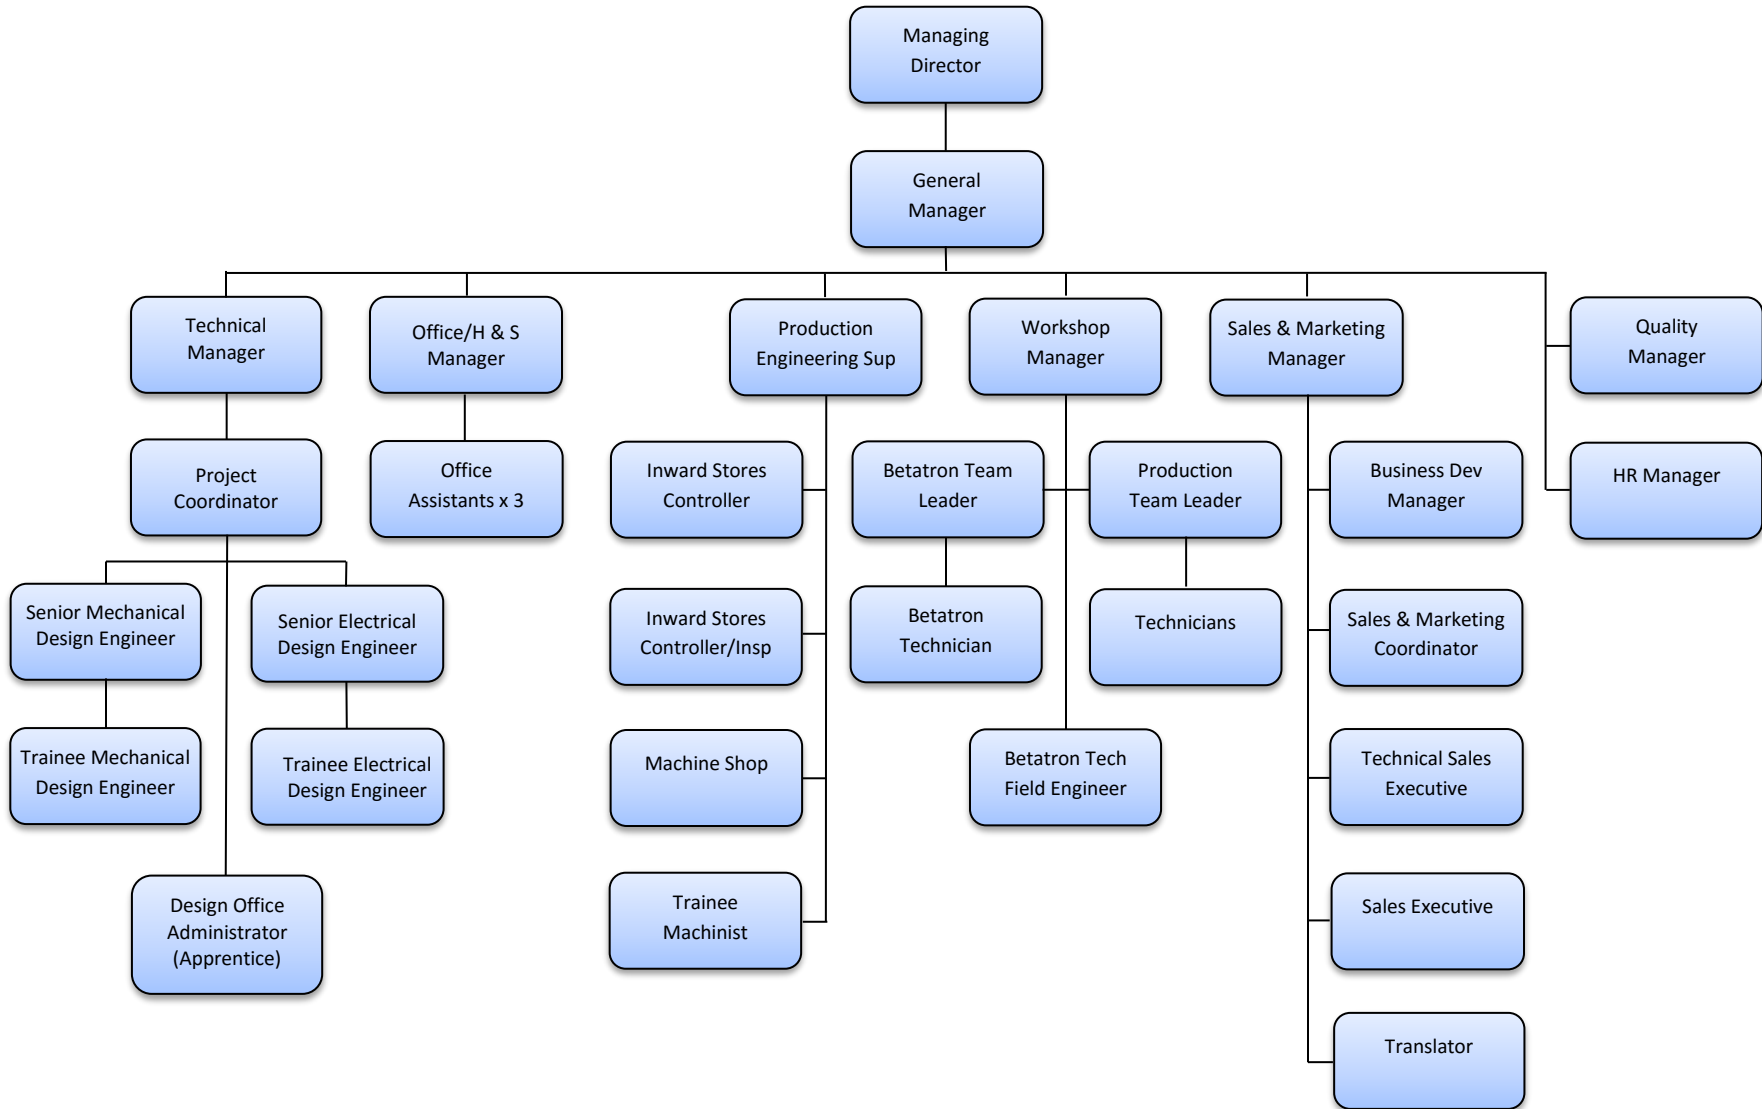 Managing
Director
General
Manager
Technical
Manager
Office/H & S
Manager
Production
Engineering Sup
Workshop
Manager
Sales & Marketing
Manager
Quality
Manager
Project
Coordinator
Office
Assistants x 3
Inward Stores
Controller
Betatron Team
Leader
Production
Team Leader
Business Dev
Manager
HR Manager
Senior Mechanical
Design Engineer
Senior Electrical
Design Engineer
Inward Stores
Controller/Insp
Betatron
Technician
Technicians
Sales & Marketing
Coordinator
Trainee Mechanical
Design Engineer
Trainee Electrical
Design Engineer
Machine Shop
Betatron Tech
Field Engineer
Technical Sales
Executive
Design Office
Administrator
(Apprentice)
Trainee
Machinist
Sales Executive
Translator